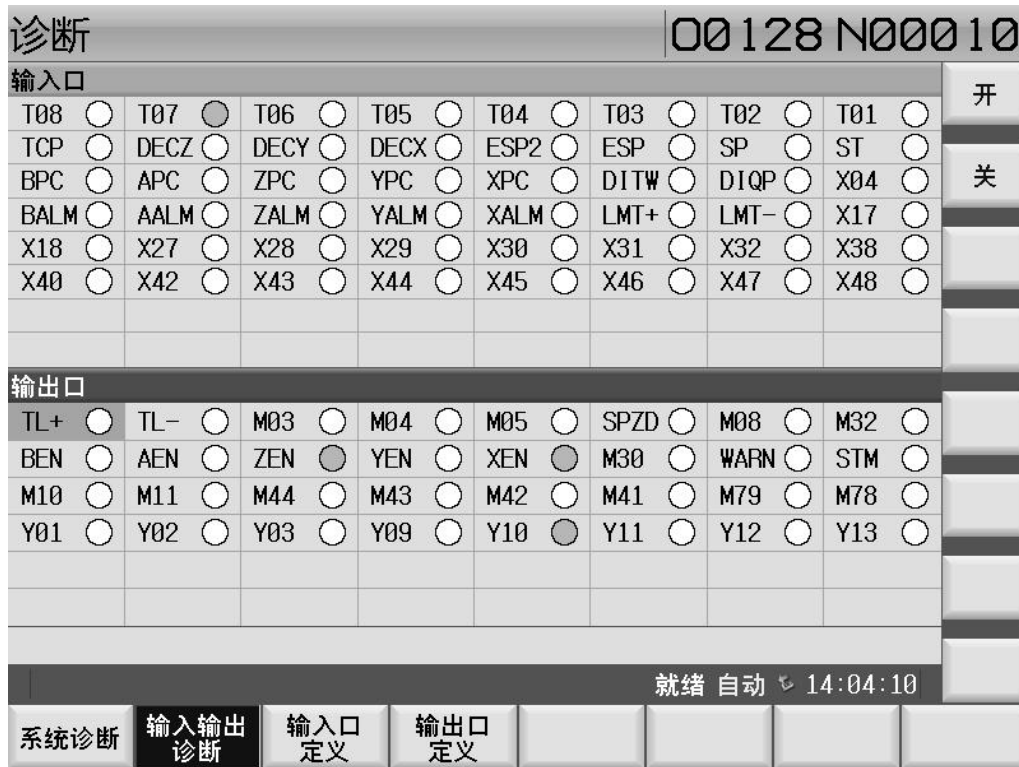 诊断 O0128 N00010
输入口
T08 T07 T06 T05 T04 T03 T02 T01
TCP DECZ DECY DECX ESP2 ESP SP ST
BPC APC ZPC YPC XPC DITW DIQP X04
BALM AALM ZALM YALM XALM LMT+ LMT- X17
X18 X27 X28 X29 X30 X31 X32 X38
X40 X42 X43 X44 X45 X46 X47 X48
输出口
TL+ TL- M03 M04 M05 SPZD M08 M32
BEN AEN ZEN YEN XEN M30 WARN STM
M10 M11 M44 M43 M42 M41 M79 M78
Y01 Y02 Y03 Y09 Y10 Y11 Y12 Y13
开
关
就绪 自动 14:04:10
系统诊断
输入输出
诊断
输入口
定义
输出口
定义